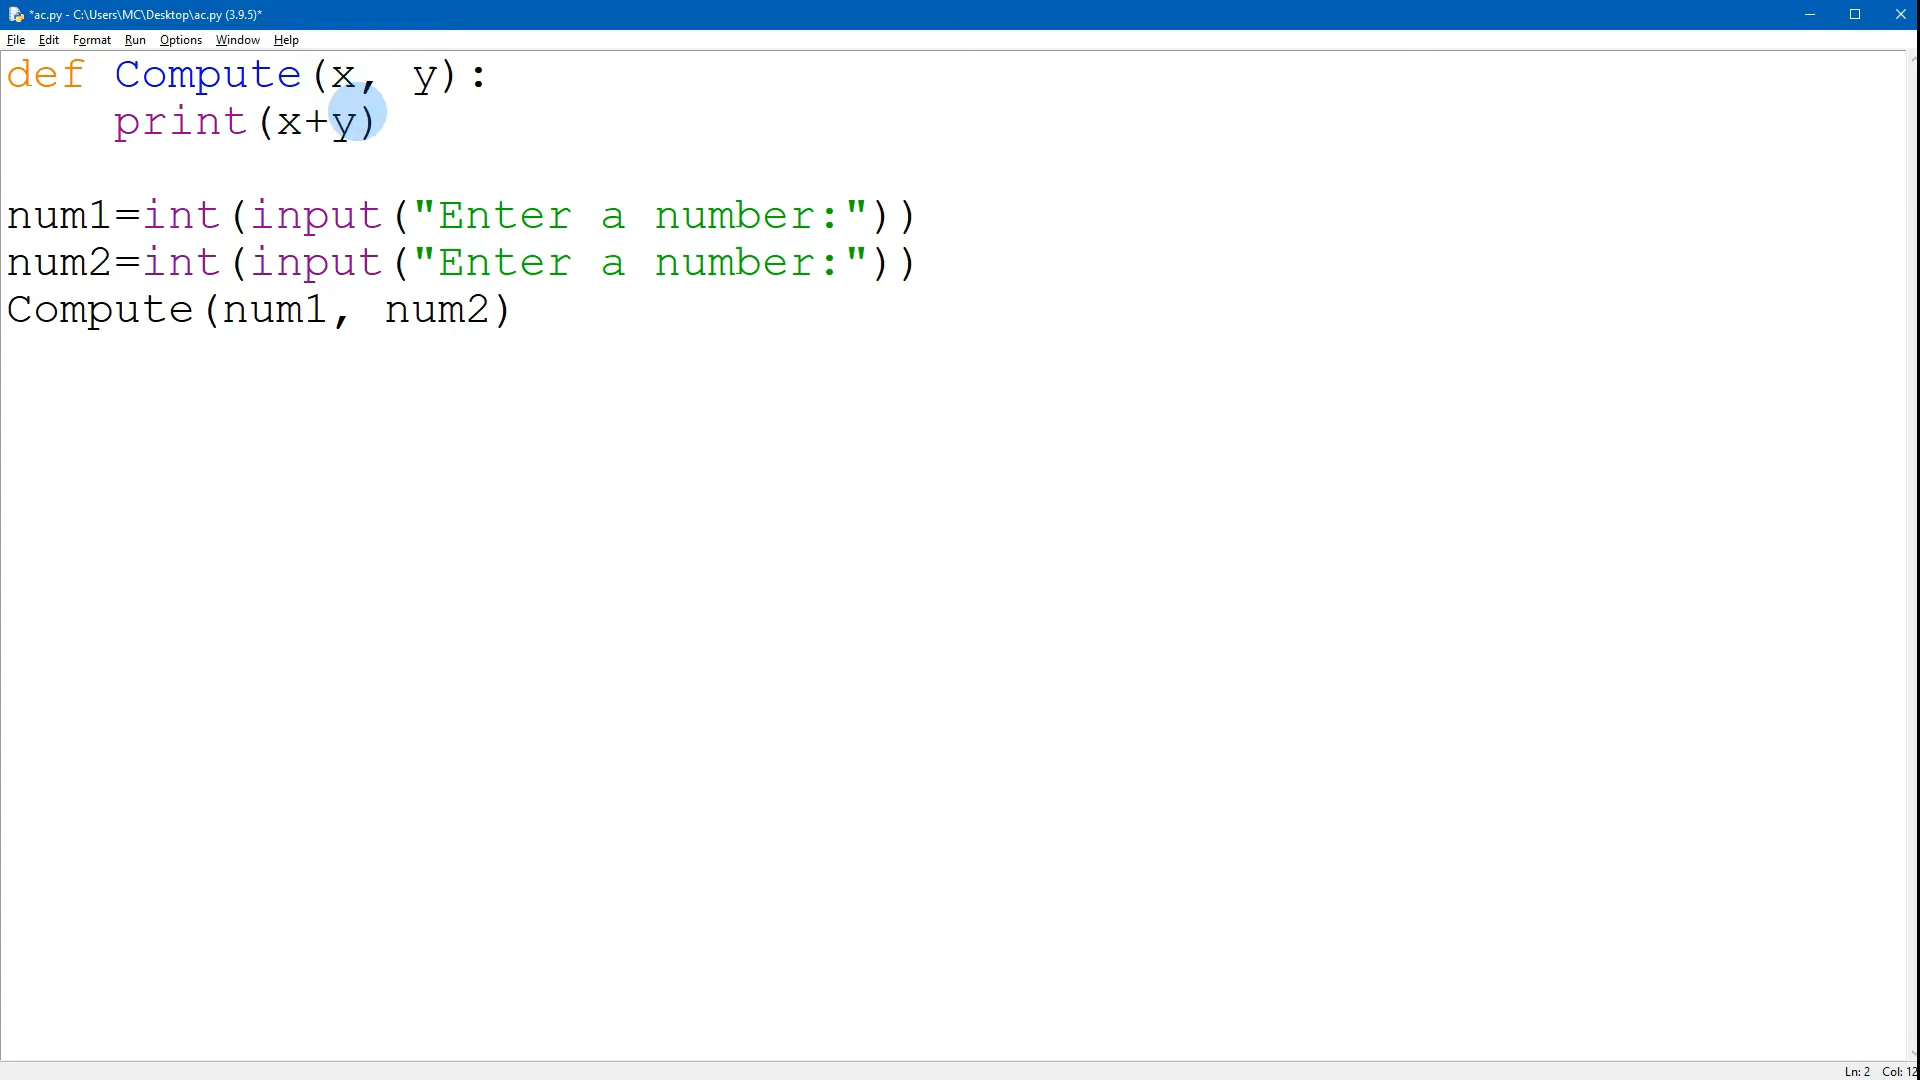 *ac.py - C:\Users\MC\Desktop\ac.py (3.9.5)*
File Edit Format Run Options Window Help
def Compute(x, y):
    print(x+y)
num1=int(input("Enter a number:"))
num2=int(input("Enter a number:"))
Compute(num1, num2)
Ln: 2 Col: 12